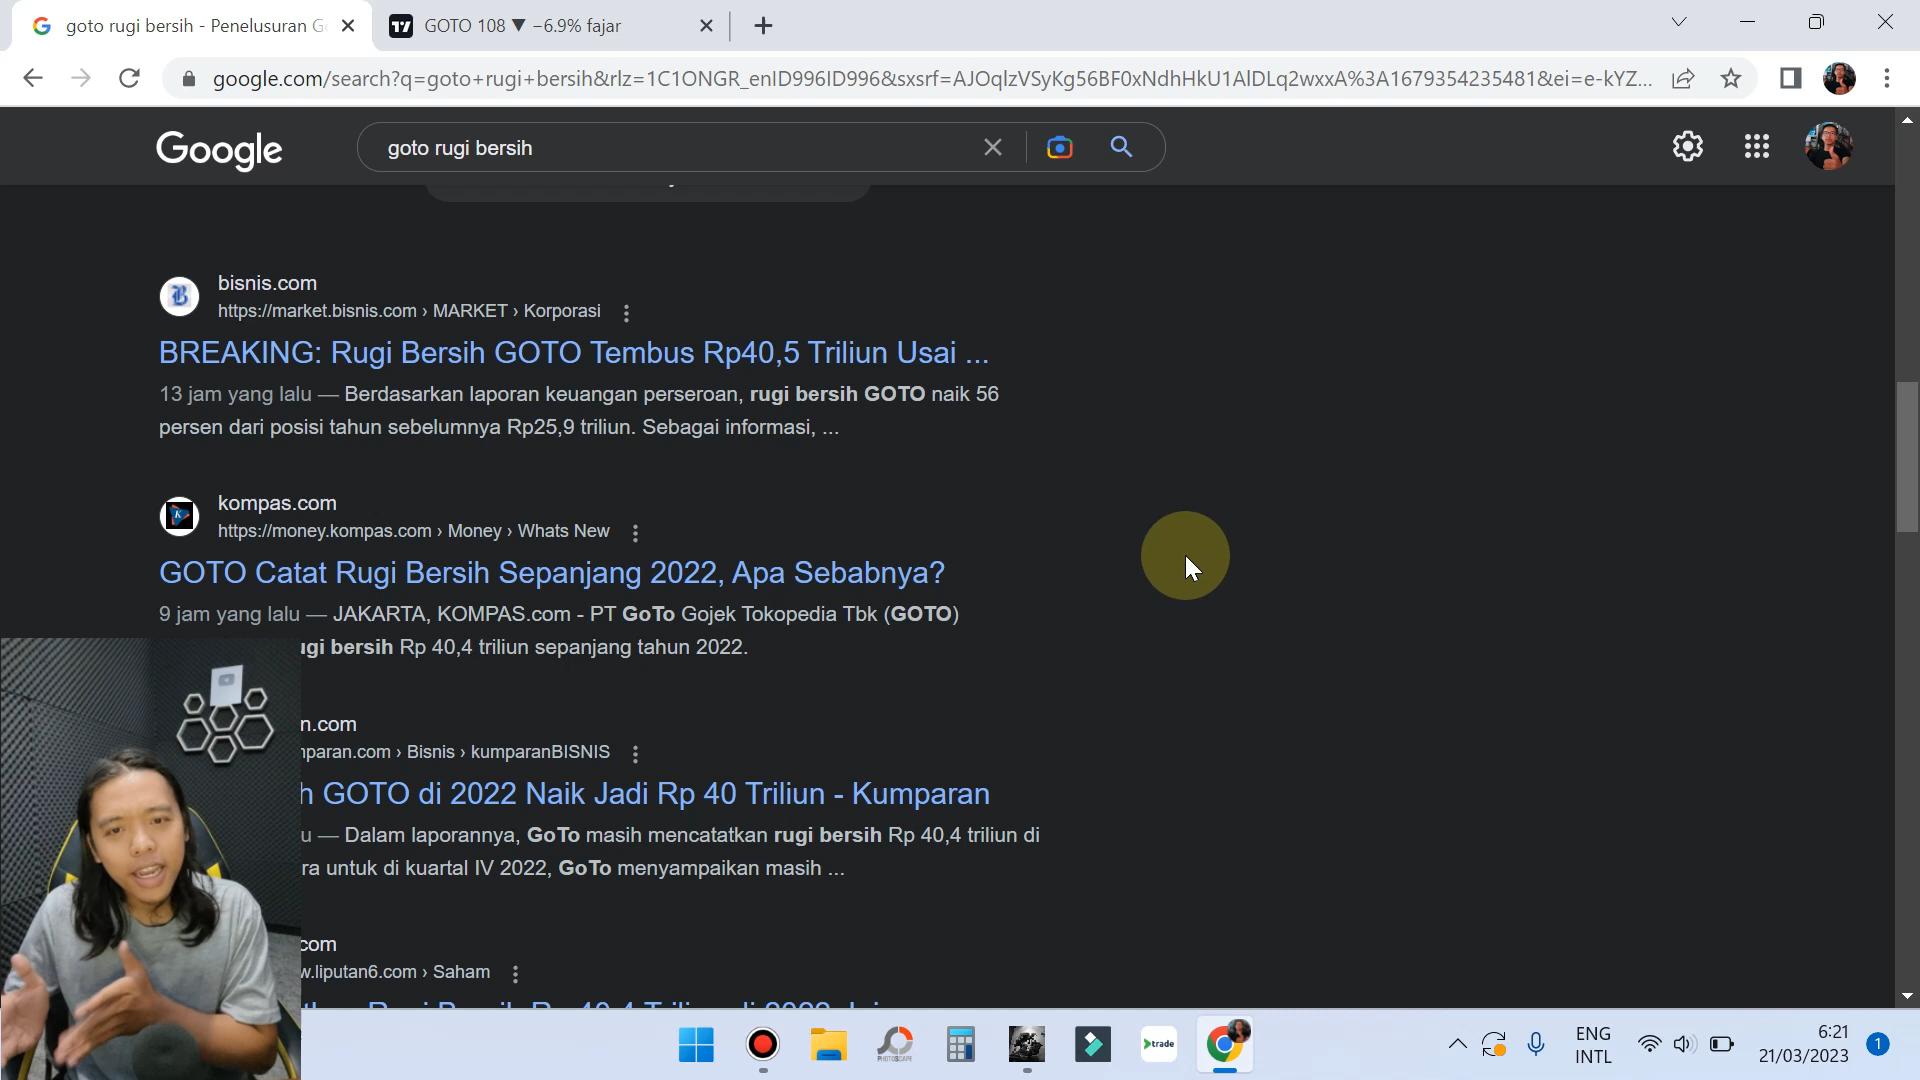 goto rugi bersih - Penelusuran G
GOTO 108 ▼ −6.9% fajar
google.com/search?q=goto+rugi+bersih&rlz=1C1ONGR_enID996ID996&sxsrf=AJOqlzVSyKg56BF0xNdhHkU1AlDLq2wxxA%3A1679354235481&ei=e-kYZ...
Google
goto rugi bersih
bisnis.com
https://market.bisnis.com › MARKET › Korporasi
BREAKING: Rugi Bersih GOTO Tembus Rp40,5 Triliun Usai ...
13 jam yang lalu — Berdasarkan laporan keuangan perseroan, rugi bersih GOTO naik 56
persen dari posisi tahun sebelumnya Rp25,9 triliun. Sebagai informasi, ...
kompas.com
https://money.kompas.com › Money › Whats New
GOTO Catat Rugi Bersih Sepanjang 2022, Apa Sebabnya?
9 jam yang lalu — JAKARTA, KOMPAS.com - PT GoTo Gojek Tokopedia Tbk (GOTO)
ugi bersih Rp 40,4 triliun sepanjang tahun 2022.
n.com
nparan.com › Bisnis › kumparanBISNIS
h GOTO di 2022 Naik Jadi Rp 40 Triliun - Kumparan
u — Dalam laporannya, GoTo masih mencatatkan rugi bersih Rp 40,4 triliun di
ra untuk di kuartal IV 2022, GoTo menyampaikan masih ...
com
w.liputan6.com › Saham
PHOTOSCAPE
trade
ENG
INTL
6:21
21/03/2023
1